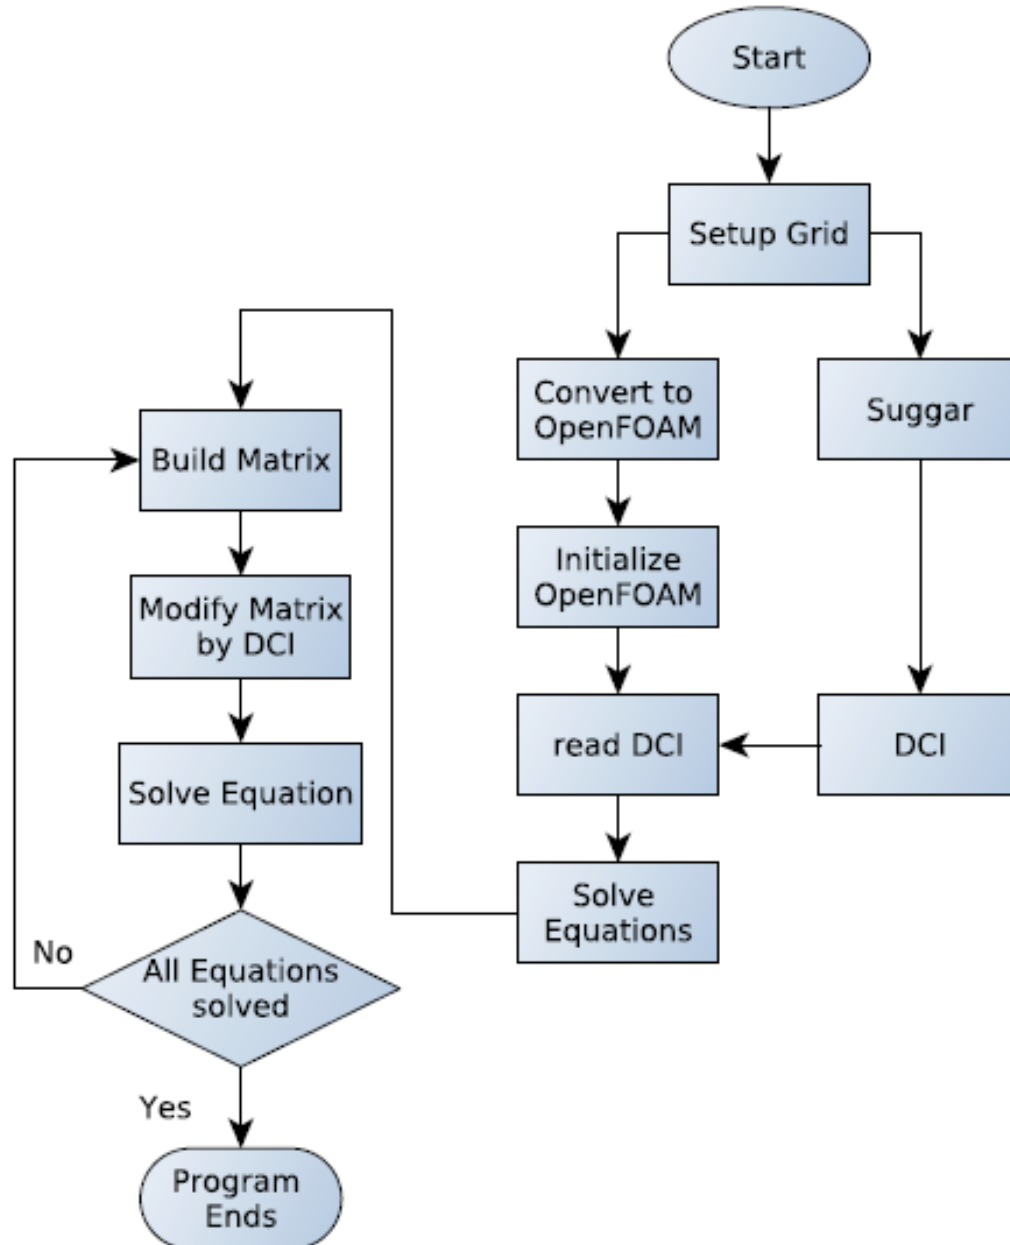 Start
Setup Grid
Convert to
OpenFOAM
Suggar
Initialize
OpenFOAM
read DCI
DCI
Solve
Equations
Build Matrix
Modify Matrix
by DCI
Solve Equation
All Equations
solved
No
Yes
Program
Ends